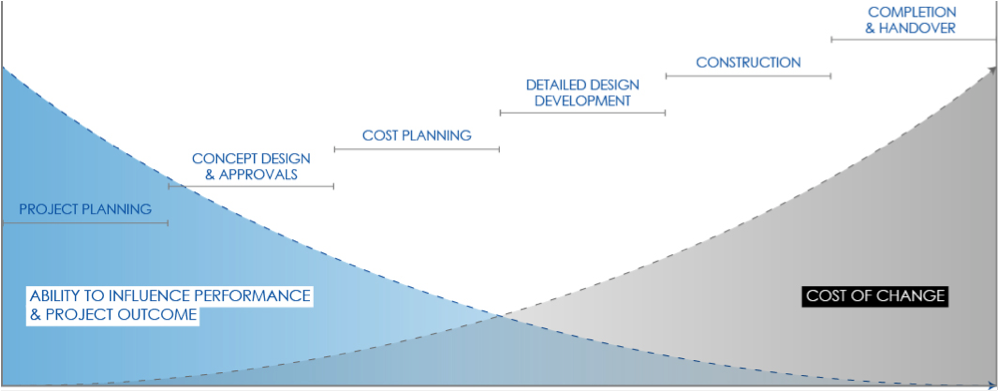 COMPLETION
& HANDOVER
CONSTRUCTION
DETAILED DESIGN
DEVELOPMENT
COST PLANNING
CONCEPT DESIGN
& APPROVALS
PROJECT PLANNING
ABILITY TO INFLUENCE PERFORMANCE
& PROJECT OUTCOME
COST OF CHANGE